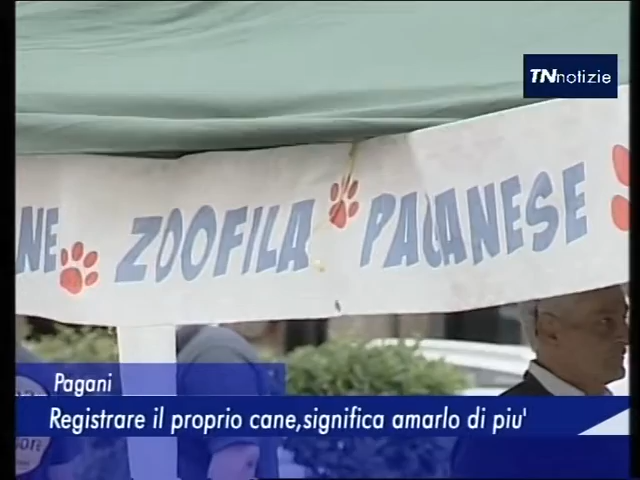 TNnotizie
NE ZOOFILA PAGANESE
Pagani
Registrare il proprio cane,significa amarlo di piu'